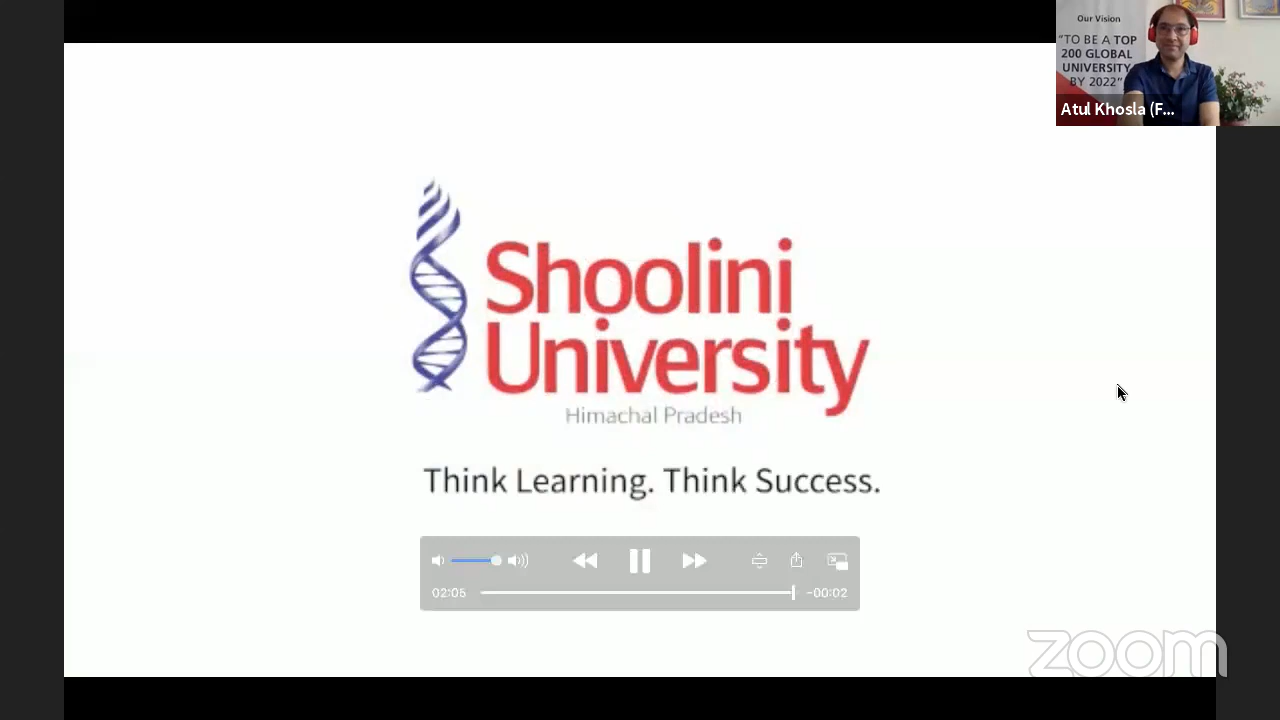 Our Vision
"TO BE A TOP
200 GLOBAL
UNIVERSITY
BY 2022"
Atul Khosla (F...
Shoolini
University
Himachal Pradesh
Think Learning. Think Success.
02:05
-00:02
zoom